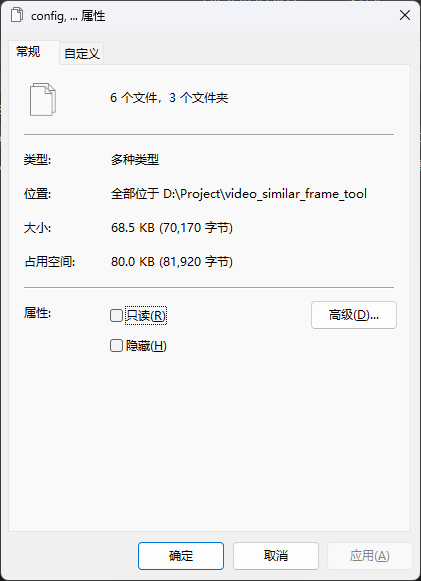 config, ... 属性
常规
自定义
6 个文件，3 个文件夹
类型: 多种类型
位置: 全部位于 D:\Project\video_similar_frame_tool
大小: 68.5 KB (70,170 字节)
占用空间: 80.0 KB (81,920 字节)
属性: 只读(R) 高级(D)...
隐藏(H)
确定 取消 应用(A)